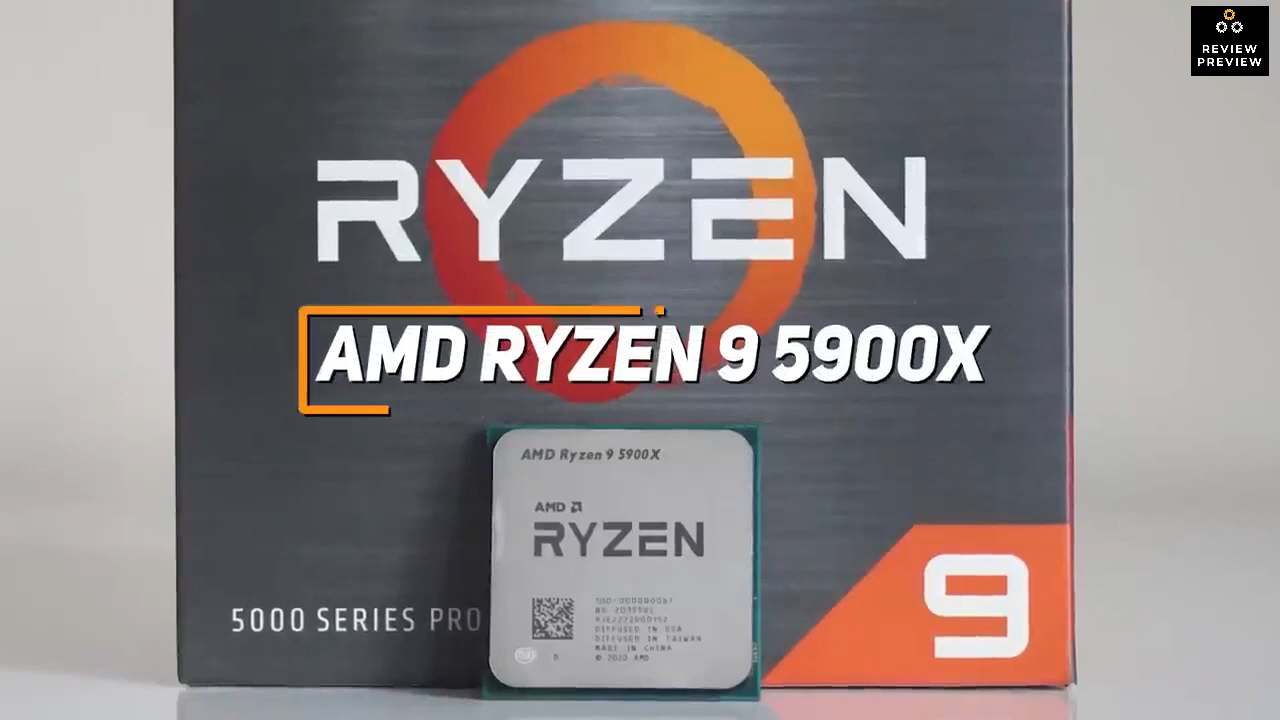 REVIEW
PREVIEW
RYZEN
AMD RYZEN 9 5900X
AMD Ryzen 9 5900X
AMD
RYZEN
5000 SERIES PRO
DIFFUSED IN USA
DIFFUSED IN TAIWAN
MADE IN CHINA
© 2020 AMD
9